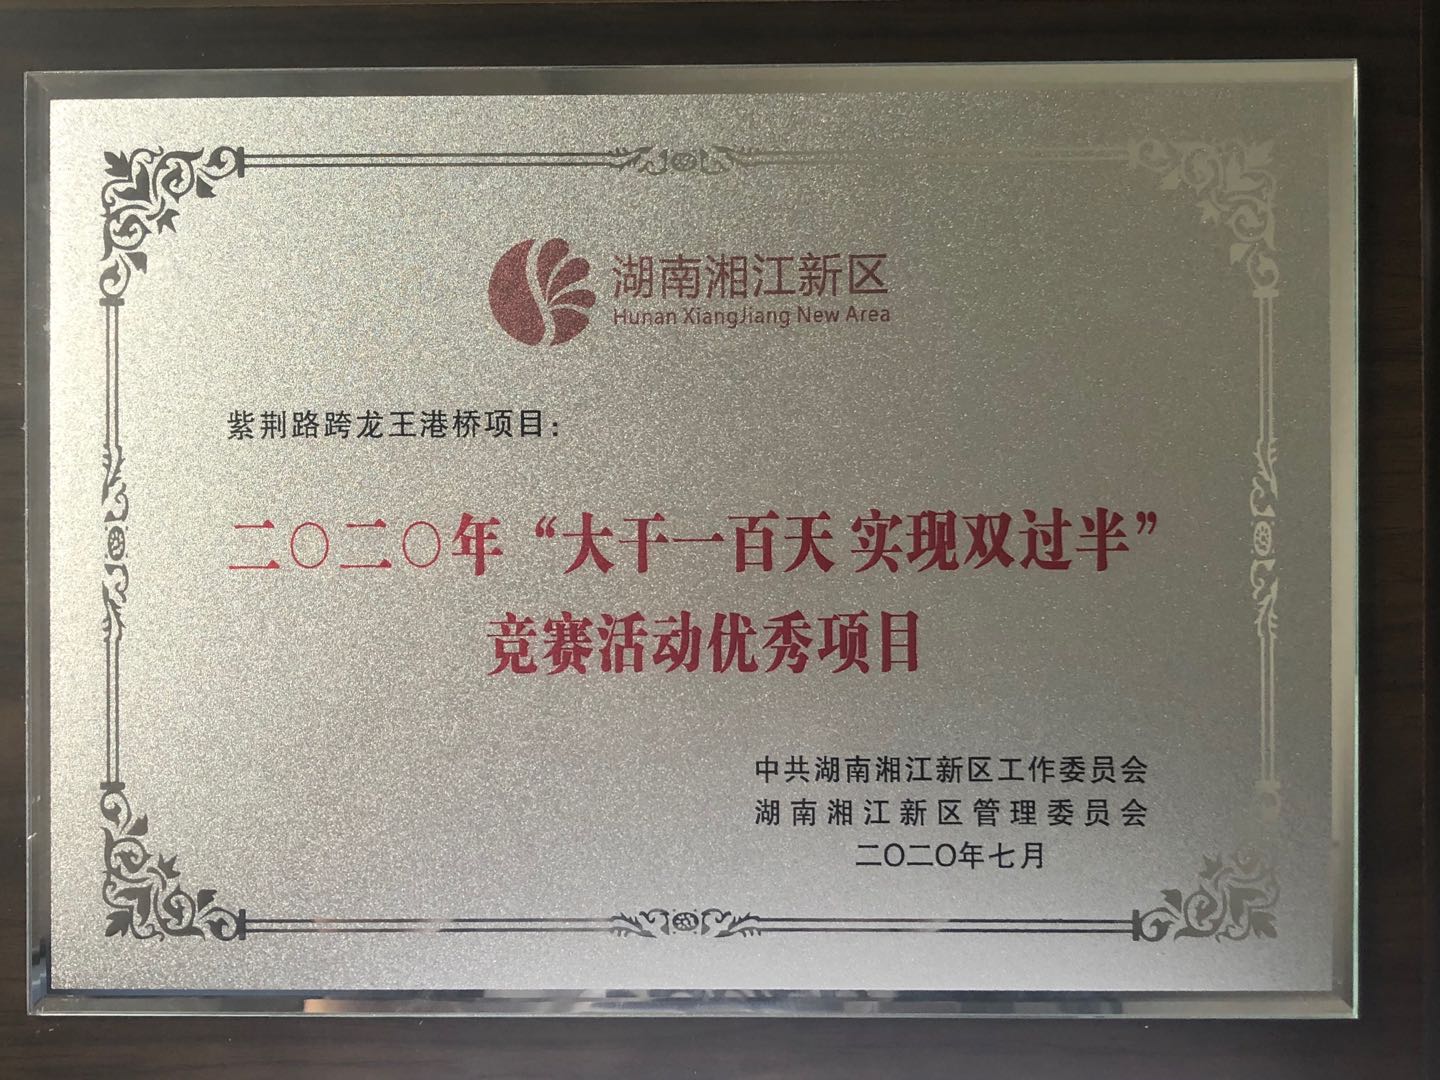 湖南湘江新区
Hunan XiangJiang New Area
紫荆路跨龙王港桥项目：
二〇二〇年“大干一百天 实现双过半”
竞赛活动优秀项目
中共湖南湘江新区工作委员会
湖南湘江新区管理委员会
二〇二〇年七月